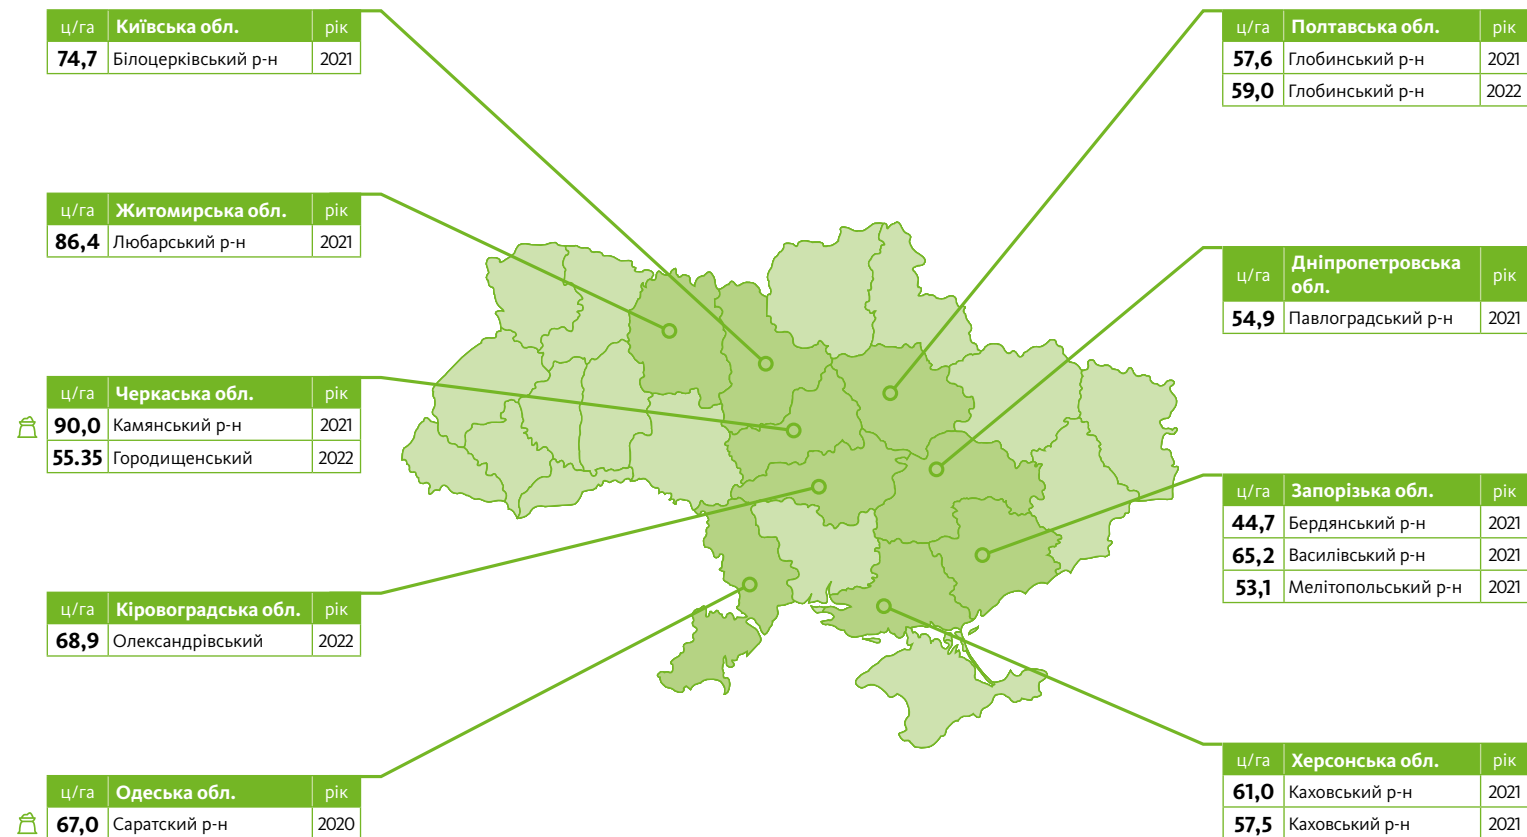 ц/га Київська обл. рік
74,7 Білоцерківський р-н 2021
ц/га Житомирська обл. рік
86,4 Любарський р-н 2021
ц/га Черкаська обл. рік
90,0 Камянський р-н 2021
55.35 Городищенський 2022
ц/га Кіровоградська обл. рік
68,9 Олександрівський 2022
ц/га Одеська обл. рік
67,0 Саратский р-н 2020
ц/га Полтавська обл. рік
57,6 Глобинський р-н 2021
59,0 Глобинський р-н 2022
ц/га Дніпропетровська
обл. рік
54,9 Павлоградський р-н 2021
ц/га Запорізька обл. рік
44,7 Бердянський р-н 2021
65,2 Василівський р-н 2021
53,1 Мелітопольський р-н 2021
ц/га Херсонська обл. рік
61,0 Каховський р-н 2021
57,5 Каховський р-н 2021